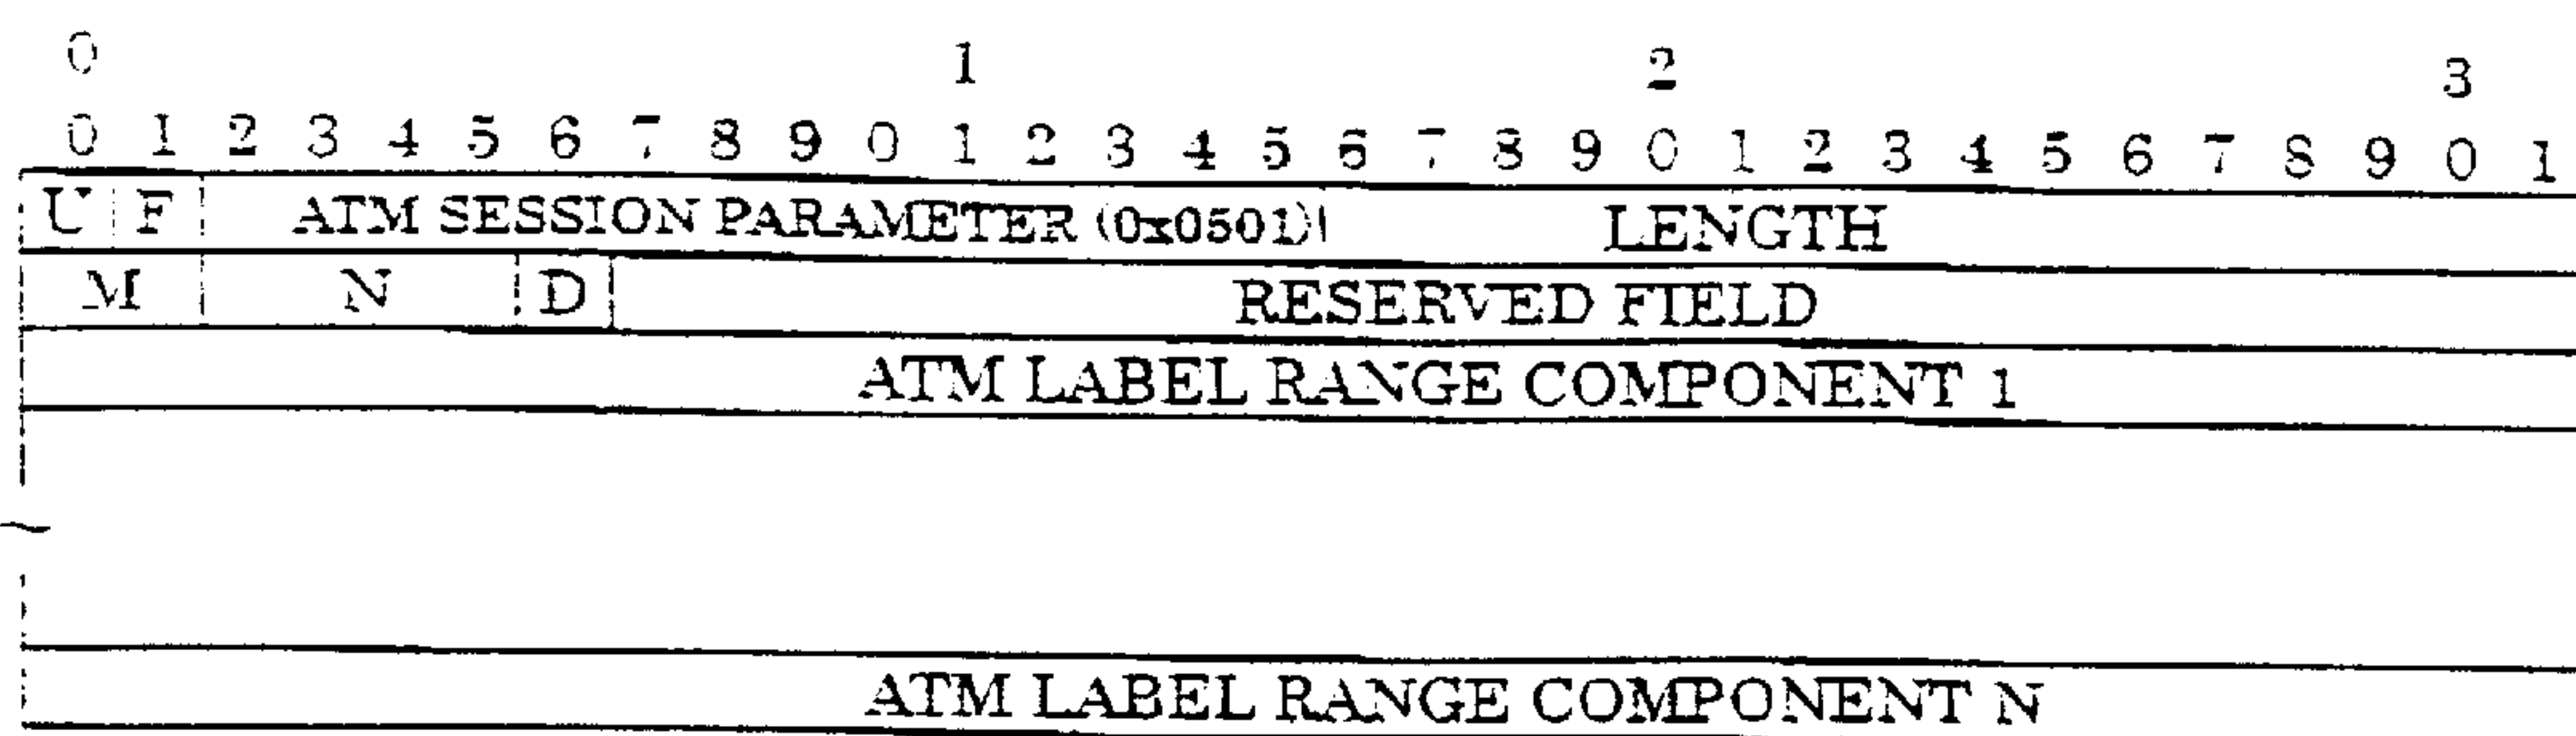 0 1 2 3
0 1 2 3 4 5 6 7 8 9 0 1 2 3 4 5 6 7 8 9 0 1 2 3 4 5 6 7 8 9 0 1
U F ATM SESSION PARAMETER (0x0501) LENGTH
M N D RESERVED FIELD
ATM LABEL RANGE COMPONENT 1
~
ATM LABEL RANGE COMPONENT N